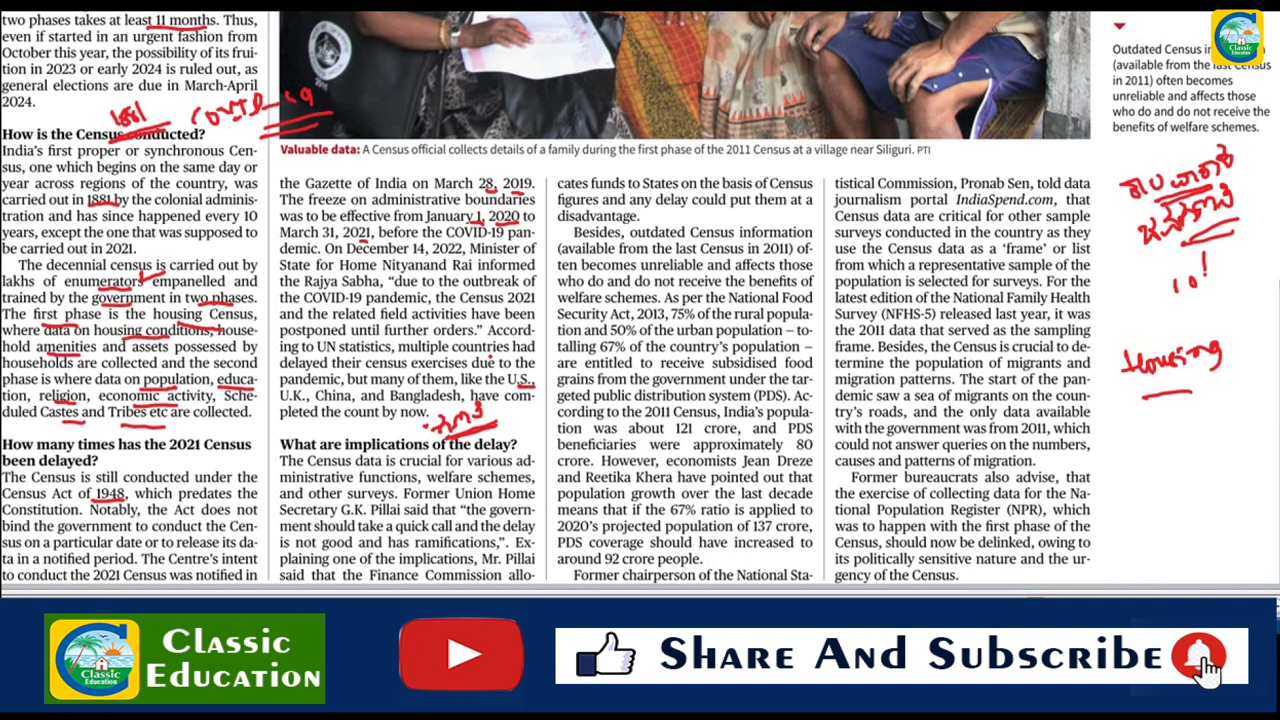 two phases takes at least 11 months. Thus,
even if started in an urgent fashion from
October this year, the possibility of its frui-
tion in 2023 or early 2024 is ruled out, as
general elections are due in March-April
2024.
1881
COVID-19
How is the Census conducted?
India's first proper or synchronous Cen-
sus, one which begins on the same day or
year across regions of the country, was
carried out in 1881 by the colonial adminis-
tration and has since happened every 10
years, except the one that was supposed to
be carried out in 2021.
The decennial census is carried out by
lakhs of enumerators empanelled and
trained by the government in two phases.
The first phase is the housing Census,
where data on housing conditions, house-
hold amenities and assets possessed by
households are collected and the second
phase is where data on population, educa-
tion, religion, economic activity, Sche-
duled Castes and Tribes etc are collected.
How many times has the 2021 Census
been delayed?
The Census is still conducted under the
Census Act of 1948, which predates the
Constitution. Notably, the Act does not
bind the government to conduct the Cen-
sus on a particular date or to release its da-
ta in a notified period. The Centre's intent
to conduct the 2021 Census was notified in
Valuable data: A Census official collects details of a family during the first phase of the 2011 Census at a village near Siliguri. PTI
the Gazette of India on March 28, 2019.
The freeze on administrative boundaries
was to be effective from January 1, 2020 to
March 31, 2021, before the COVID-19 pan-
demic. On December 14, 2022, Minister of
State for Home Nityanand Rai informed
the Rajya Sabha, “due to the outbreak of
the COVID-19 pandemic, the Census 2021
and the related field activities have been
postponed until further orders.” Accord-
ing to UN statistics, multiple countries had
delayed their census exercises due to the
pandemic, but many of them, like the U.S.,
U.K., China, and Bangladesh, have com-
pleted the count by now.
What are implications of the delay?
The Census data is crucial for various ad-
ministrative functions, welfare schemes,
and other surveys. Former Union Home
Secretary G.K. Pillai said that “the govern-
ment should take a quick call and the delay
is not good and has ramifications,”. Ex-
plaining one of the implications, Mr. Pillai
said that the Finance Commission allo-
cates funds to States on the basis of Census
figures and any delay could put them at a
disadvantage.
Besides, outdated Census information
(available from the last Census in 2011) of-
ten becomes unreliable and affects those
who do and do not receive the benefits of
welfare schemes. As per the National Food
Security Act, 2013, 75% of the rural popula-
tion and 50% of the urban population – to-
talling 67% of the country's population –
are entitled to receive subsidised food
grains from the government under the tar-
geted public distribution system (PDS). Ac-
cording to the 2011 Census, India's popula-
tion was about 121 crore, and PDS
beneficiaries were approximately 80
crore. However, economists Jean Dreze
and Reetika Khera have pointed out that
population growth over the last decade
means that if the 67% ratio is applied to
2020's projected population of 137 crore,
PDS coverage should have increased to
around 92 crore people.
Former chairperson of the National Sta-
tistical Commission, Pronab Sen, told data
journalism portal IndiaSpend.com, that
Census data are critical for other sample
surveys conducted in the country as they
use the Census data as a ‘frame’ or list
from which a representative sample of the
population is selected for surveys. For the
latest edition of the National Family Health
Survey (NFHS-5) released last year, it was
the 2011 data that served as the sampling
frame. Besides, the Census is crucial to de-
termine the population of migrants and
migration patterns. The start of the pan-
demic saw a sea of migrants on the coun-
try's roads, and the only data available
with the government was from 2011, which
could not answer queries on the numbers,
causes and patterns of migration.
Former bureaucrats also advise, that
the exercise of collecting data for the Na-
tional Population Register (NPR), which
was to happen with the first phase of the
Census, should now be delinked, owing to
its politically sensitive nature and the ur-
gency of the Census.
Outdated Census in
(available from the last Census
in 2011) often becomes
unreliable and affects those
who do and do not receive the
benefits of welfare schemes.
10
Housing
Classic
Education
Classic
Education
Classic
Education
Share And Subscribe